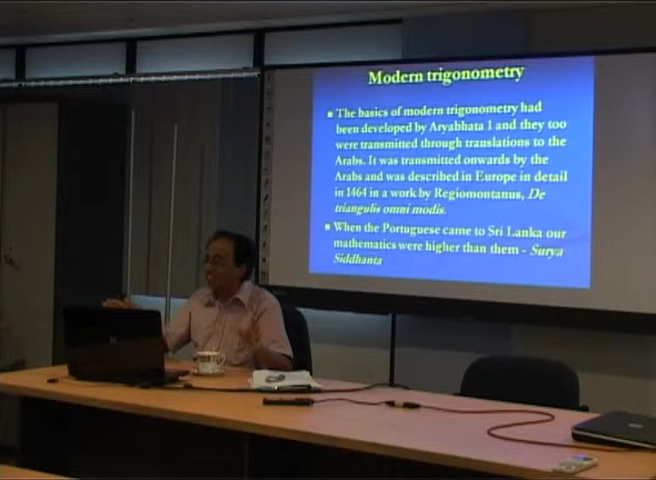 Modern trigonometry
The basics of modern trigonometry had
been developed by Aryabhata 1 and they too
were transmitted through translations to the
Arabs. It was transmitted onwards by the
Arabs and was described in Europe in detail
in 1464 in a work by Regiomontanus, De
triangulis omni modis.
When the Portuguese came to Sri Lanka our
mathematics were higher than them - Surya
Siddhanta